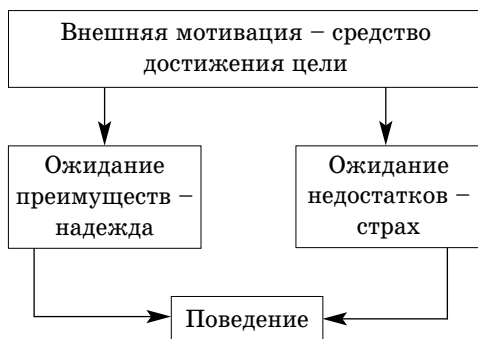 Внешняя мотивация – средство
достижения цели
Ожидание
преимуществ –
надежда
Ожидание
недостатков –
страх
Поведение